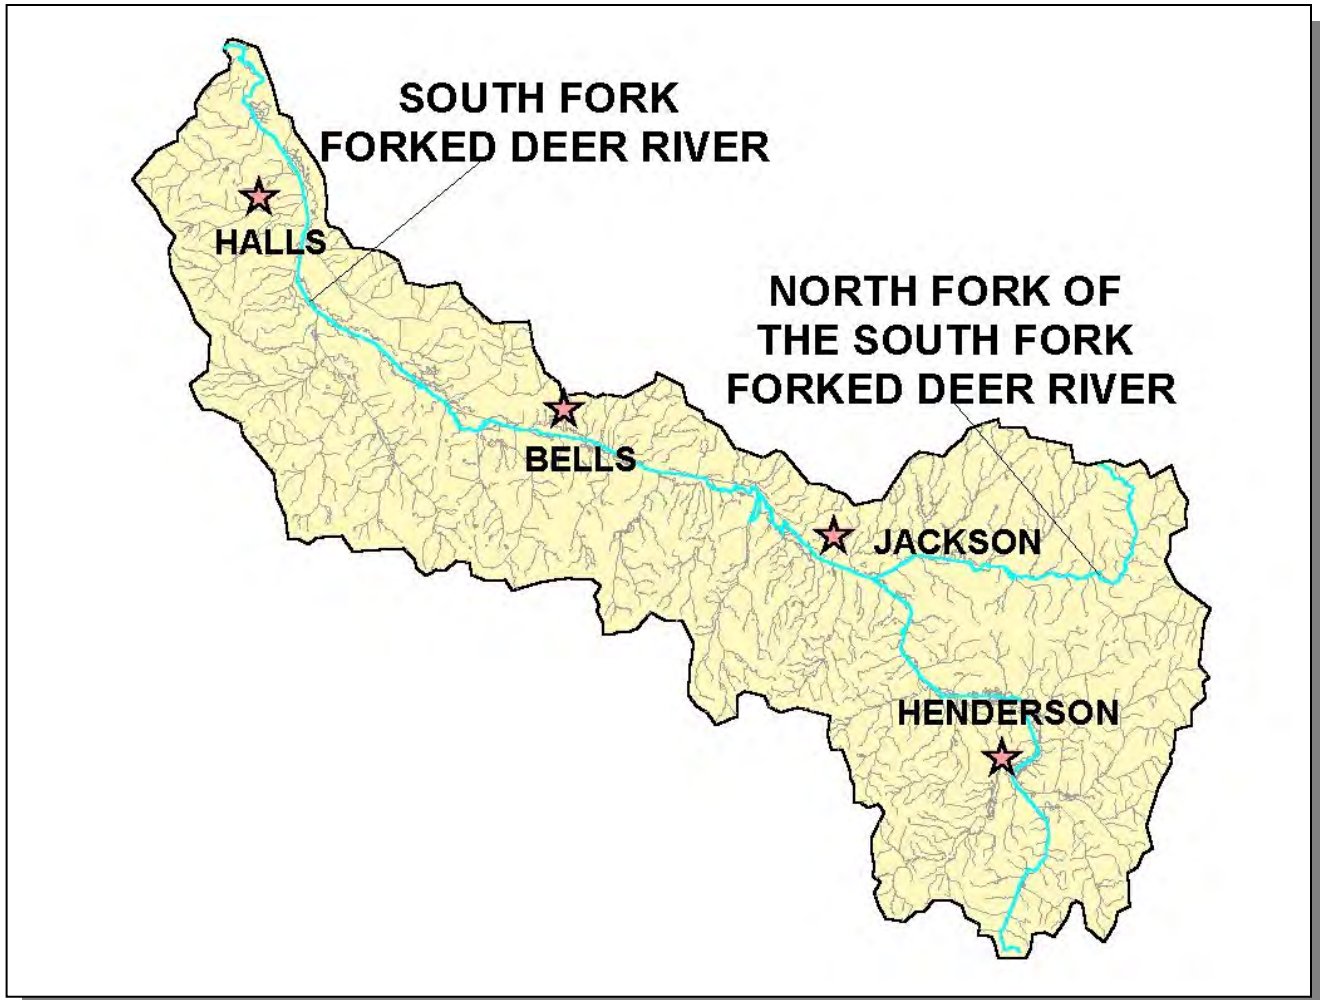 SOUTH FORK
FORKED DEER RIVER
HALLS
NORTH FORK OF
THE SOUTH FORK
FORKED DEER RIVER
BELLS
JACKSON
HENDERSON